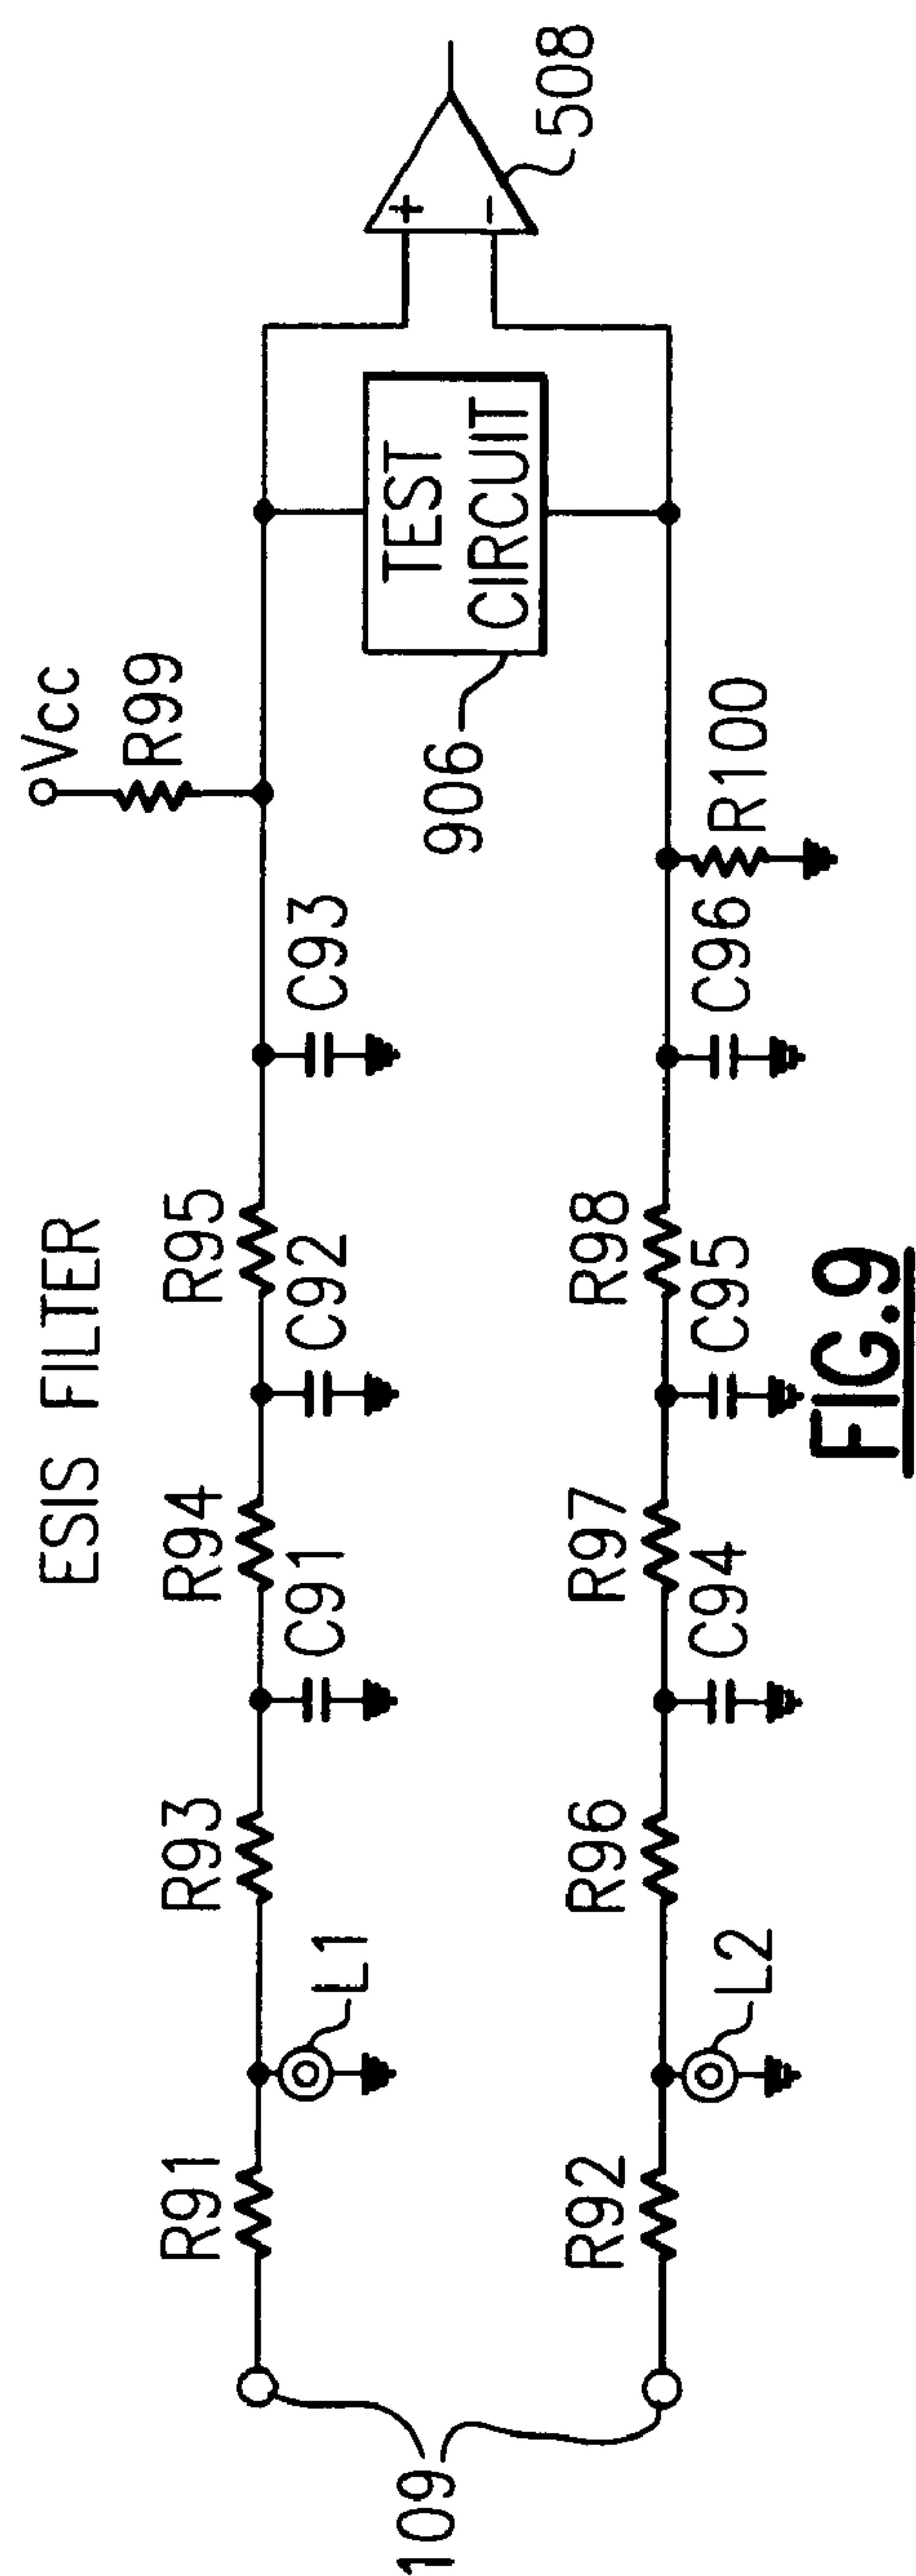 ESIS FILTER
Vcc
R99
R91
R93
R94
R95
L1
C91
C92
C93
+
-
508
TEST
CIRCUIT
906
109
R92
R96
R97
R98
L2
C94
C95
C96
R100
FIG.9